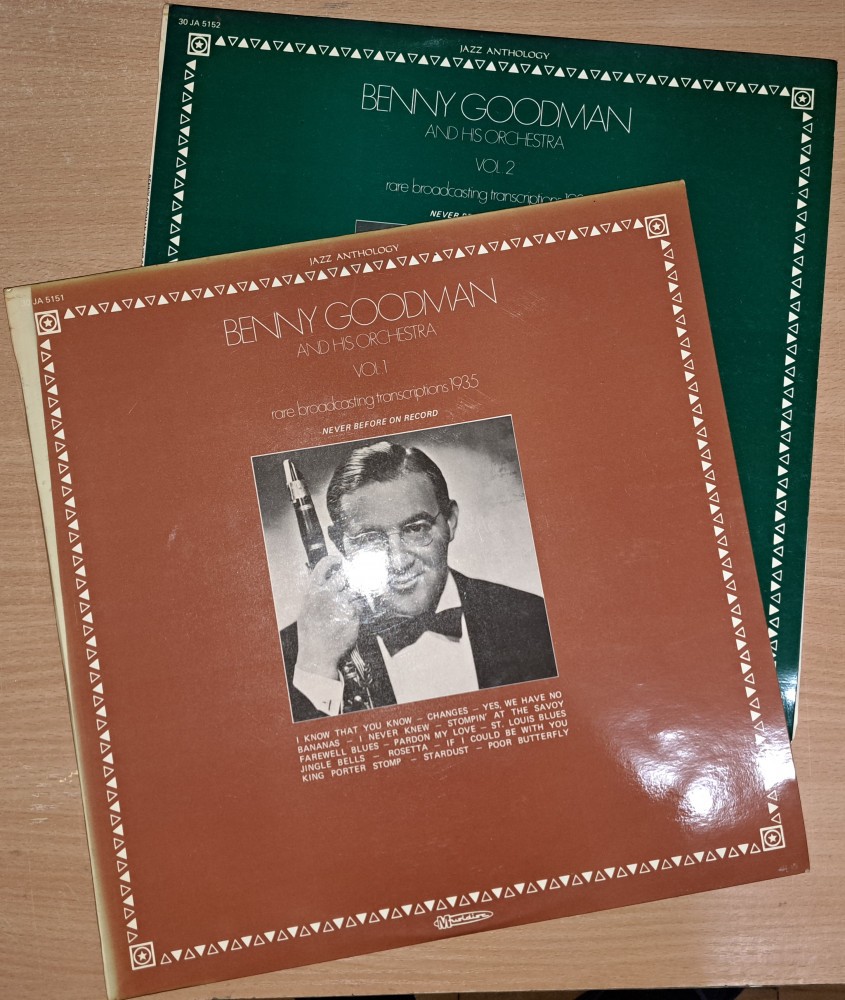 30 JA 5152
JAZZ ANTHOLOGY
BENNY GOODMAN
AND HIS ORCHESTRA
VOL. 2
rare broadcasting transcriptions
NEVER
JA 5151
JAZZ ANTHOLOGY
BENNY GOODMAN
AND HIS ORCHESTRA
VOL. 1
rare broadcasting transcriptions 1935
NEVER BEFORE ON RECORD
I KNOW THAT YOU KNOW – CHANGES – YES, WE HAVE NO
BANANAS – I NEVER KNEW – STOMPIN' AT THE SAVOY
FAREWELL BLUES – PARDON MY LOVE – ST. LOUIS BLUES
JINGLE BELLS – ROSETTA – IF I COULD BE WITH YOU
KING PORTER STOMP – STARDUST – POOR BUTTERFLY
Musidisc